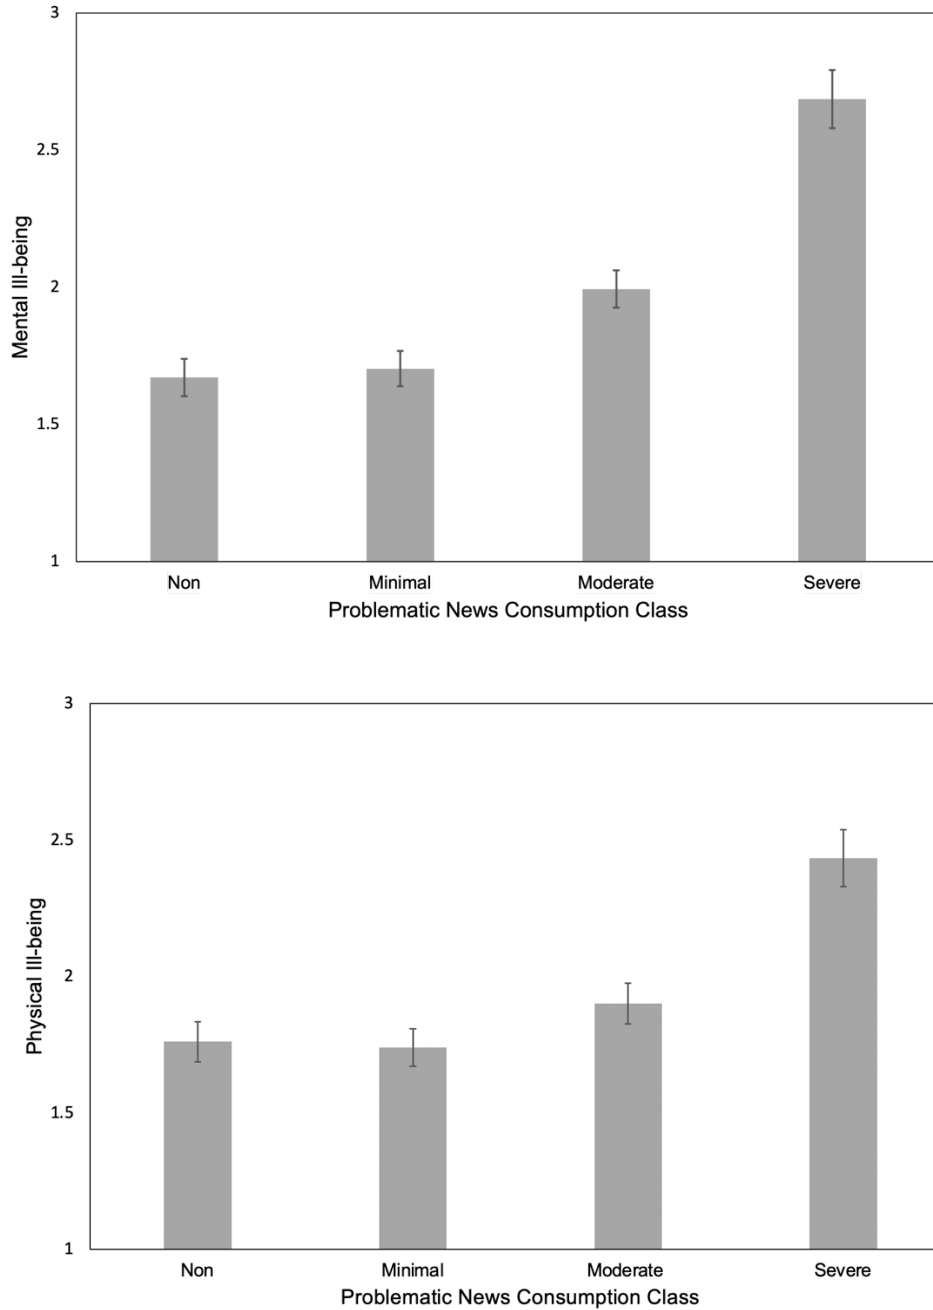 3
2.5
2
1.5
1
Mental Ill-being
Non Minimal Moderate Severe
Problematic News Consumption Class
3
2.5
2
1.5
1
Physical Ill-being
Non Minimal Moderate Severe
Problematic News Consumption Class